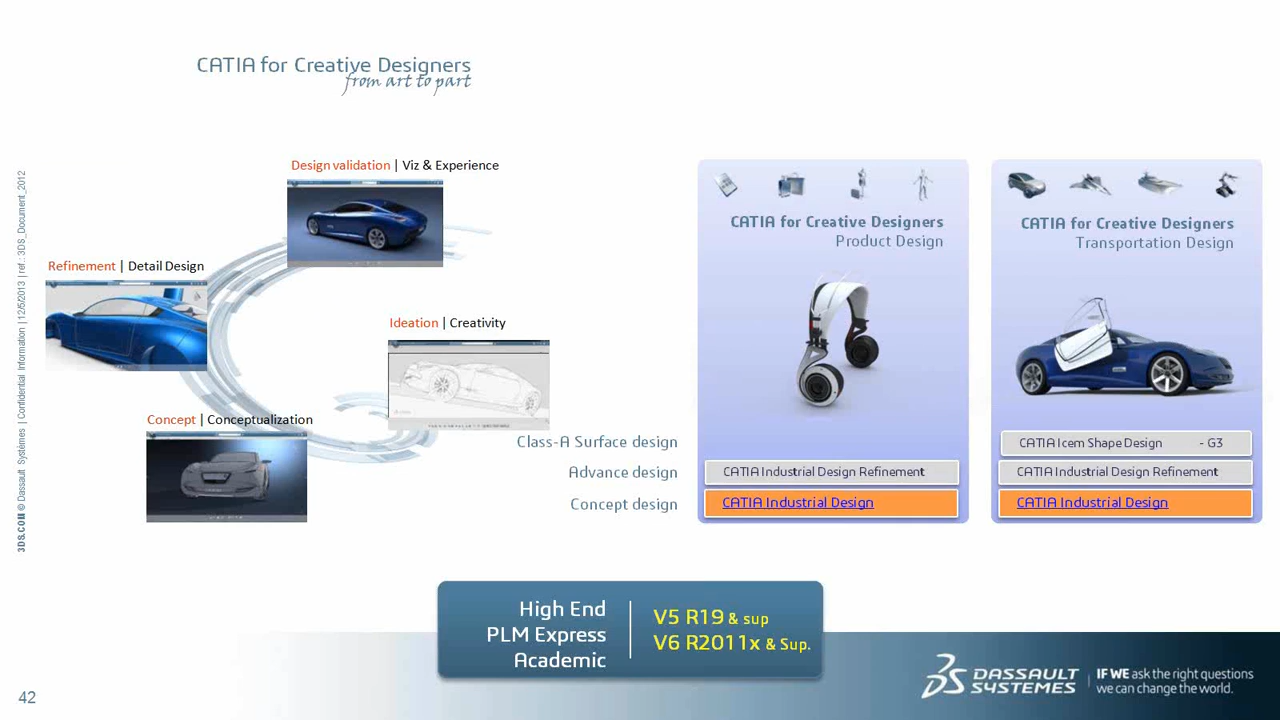 CATIA for Creative Designers
from art to part
Design validation | Viz & Experience
Refinement | Detail Design
Ideation | Creativity
Concept | Conceptualization
Class-A Surface design
Advance design
Concept design
CATIA for Creative Designers
Product Design
CATIA Industrial Design Refinement
CATIA Industrial Design
CATIA for Creative Designers
Transportation Design
CATIA Icem Shape Design - G3
CATIA Industrial Design Refinement
CATIA Industrial Design
High End
PLM Express
Academic
V5 R19 & sup
V6 R2011x & Sup.
3DS.COM © Dassault Systèmes | Confidential Information | 12/5/2013 | ref.: 3DS_Document_2012
42
DASSAULT
SYSTEMES
IF WE ask the right questions
we can change the world.